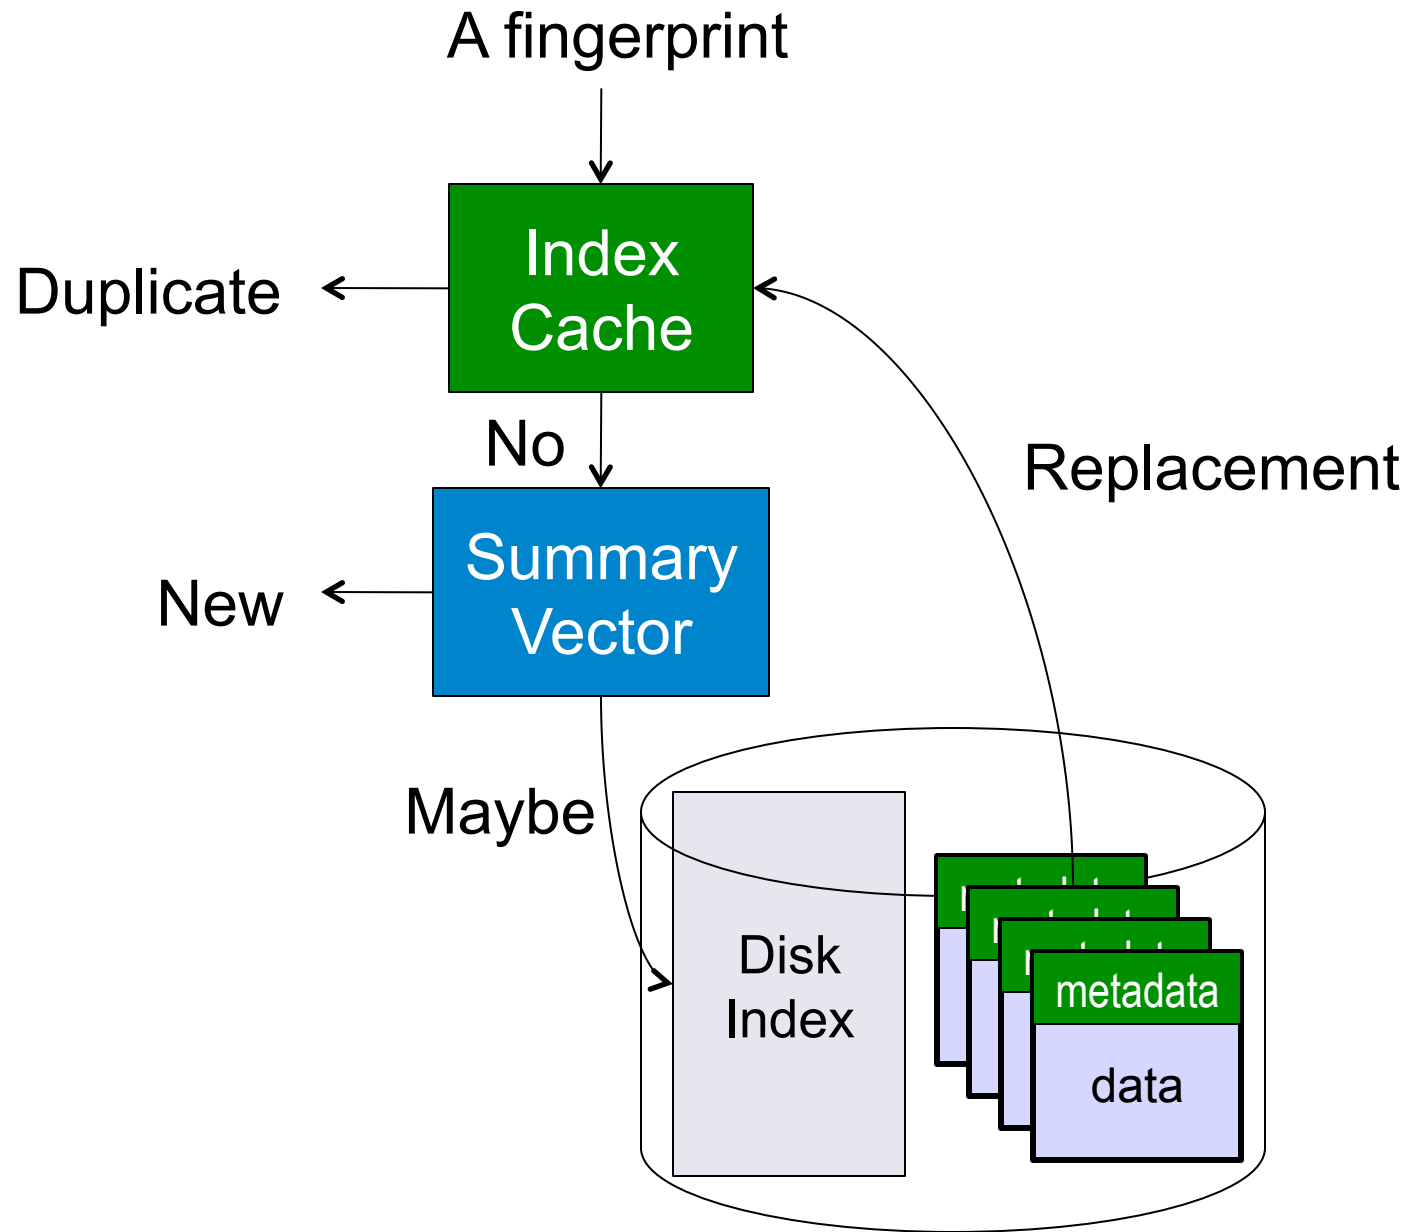 A fingerprint
Index
Cache
Duplicate
No
Replacement
Summary
Vector
New
Maybe
Disk
Index
metadata
data